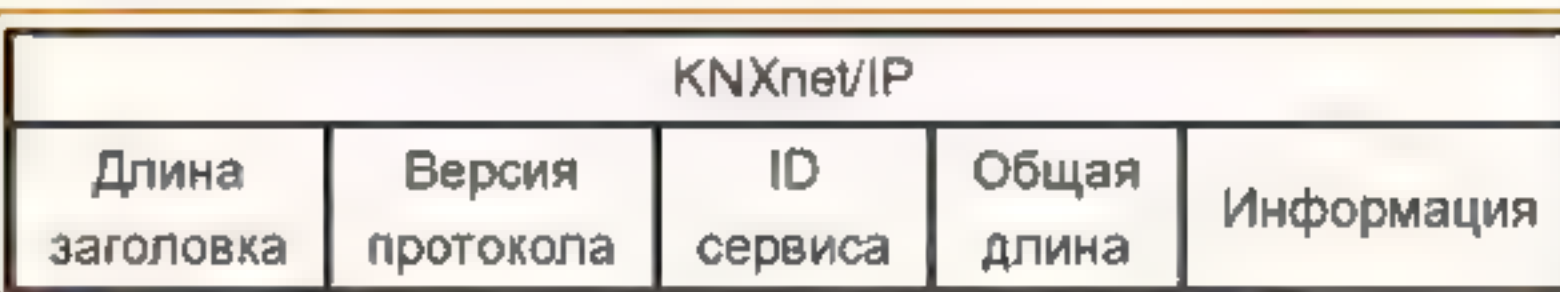 KNXnet/IP
Длина
заголовка
Версия
протокола
ID
сервиса
Общая
длина
Информация